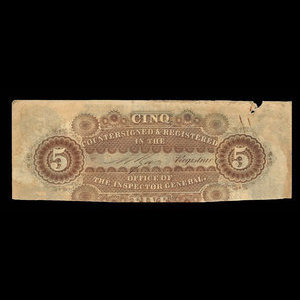 CINQ
COUNTERSIGNED & REGISTERED
IN THE
5 Registrar 5
OFFICE OF
THE INSPECTOR GENERAL.